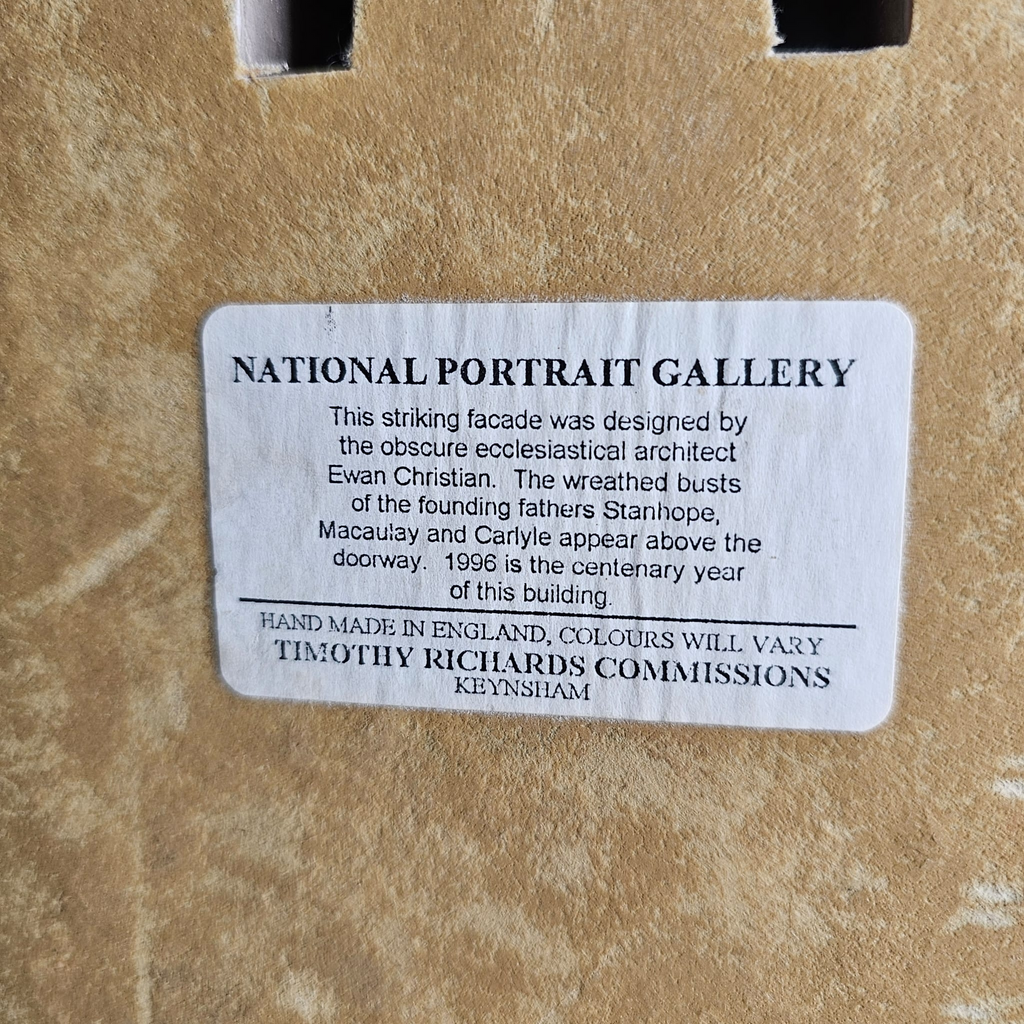 NATIONAL PORTRAIT GALLERY
This striking facade was designed by
the obscure ecclesiastical architect
Ewan Christian. The wreathed busts
of the founding fathers Stanhope,
Macaulay and Carlyle appear above the
doorway. 1996 is the centenary year
of this building.
HAND MADE IN ENGLAND, COLOURS WILL VARY
TIMOTHY RICHARDS COMMISSIONS
KEYNSHAM